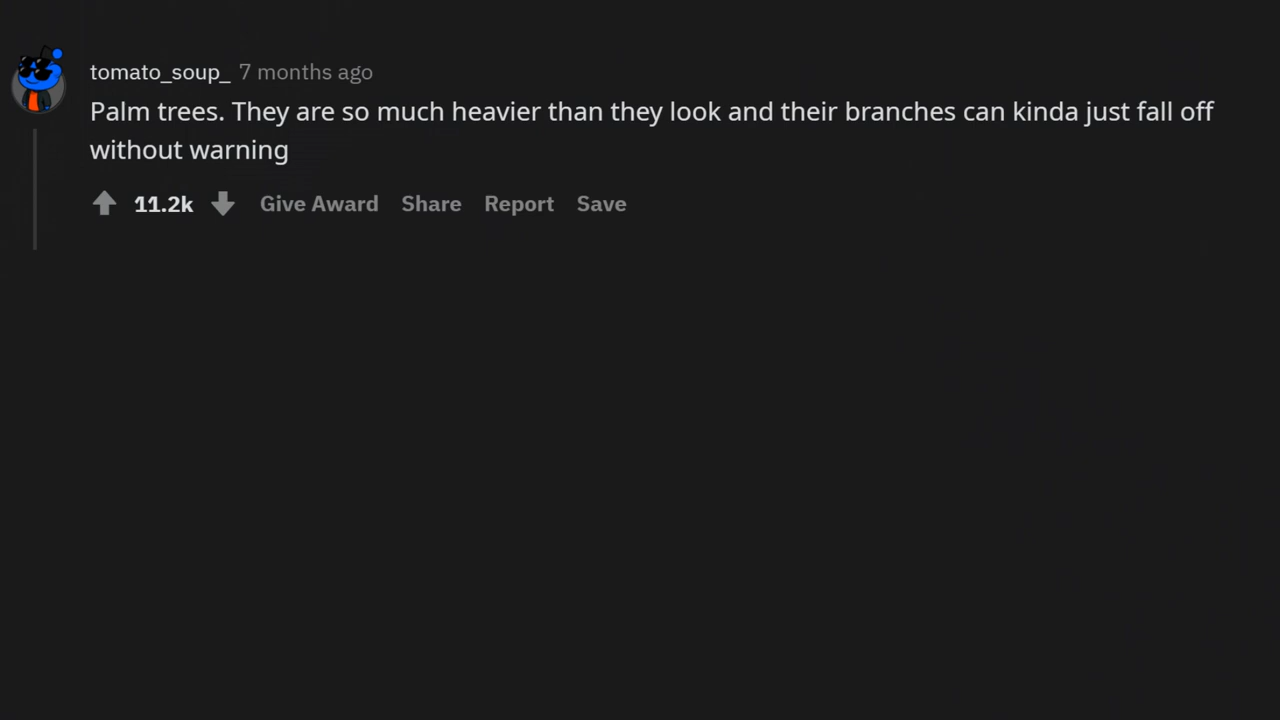 tomato_soup_ 7 months ago
Palm trees. They are so much heavier than they look and their branches can kinda just fall off
without warning
11.2k Give Award Share Report Save